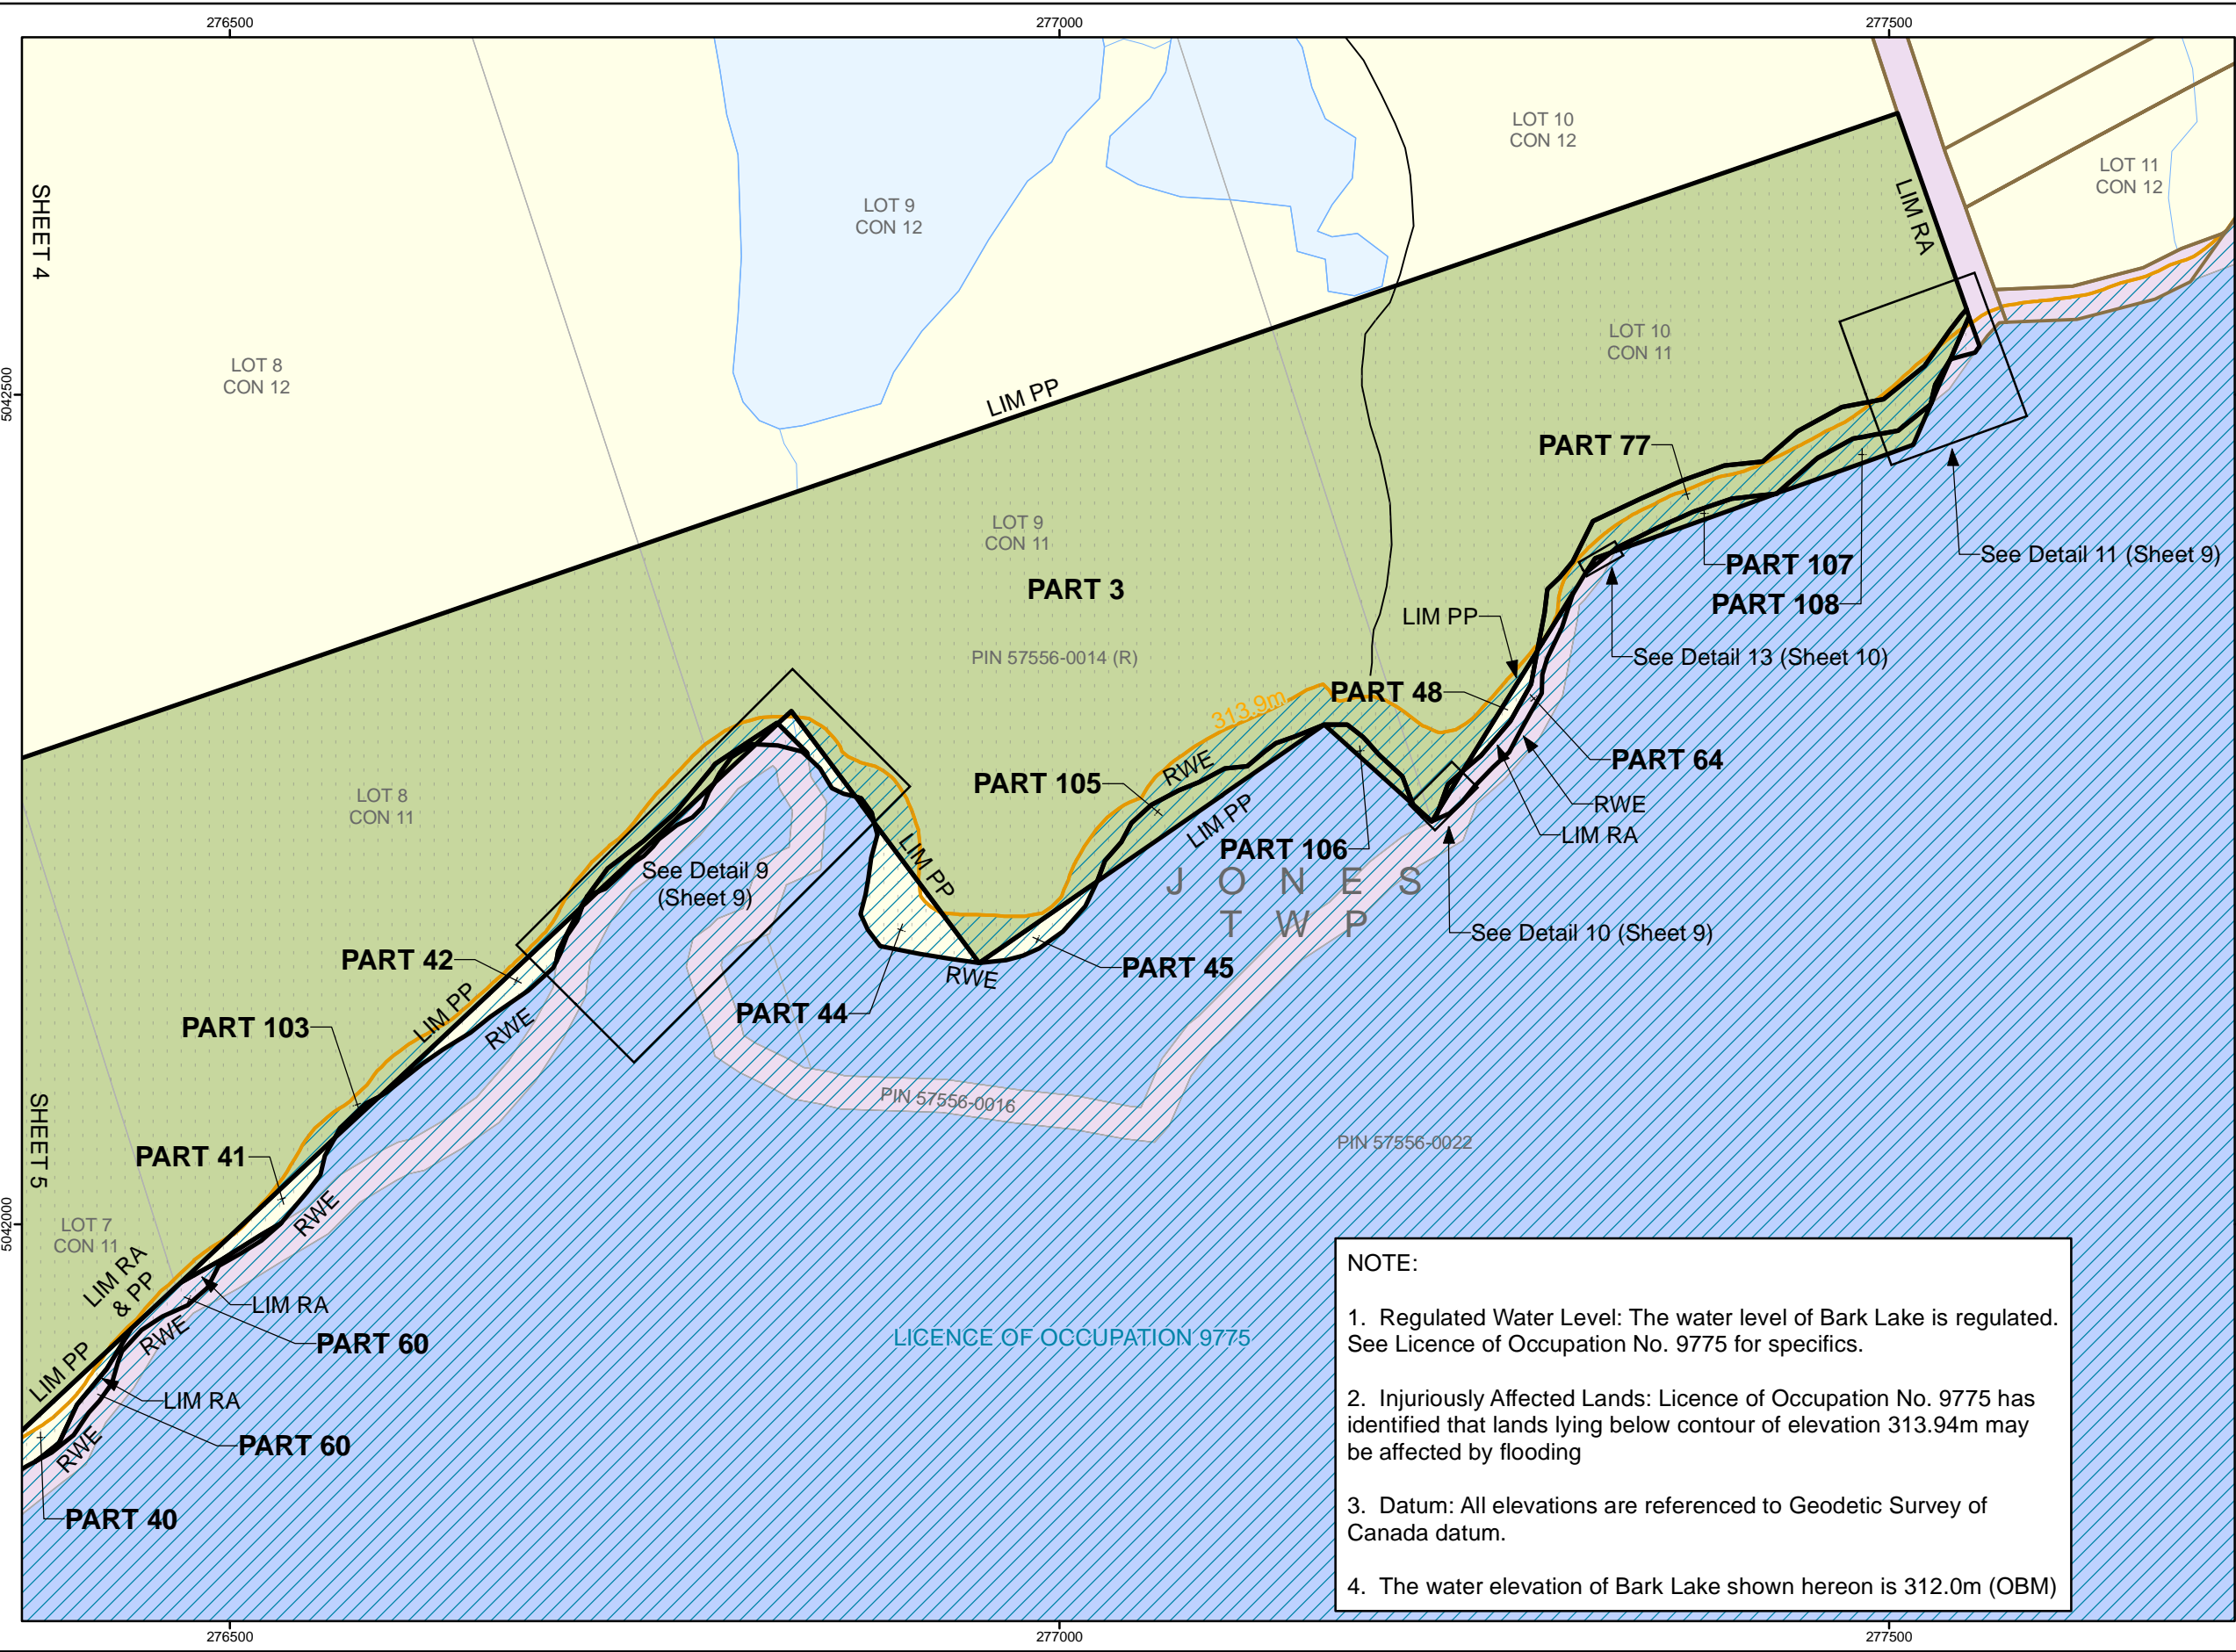 276500
277000
277500
LOT 10
CON 12
LOT 11
CON 12
SHEET 4
LOT 9
CON 12
LIM RA
LOT 10
CON 11
LOT 8
CON 12
5042500
LIM PP
PART 77
LOT 9
CON 11
See Detail 11 (Sheet 9)
PART 107
PART 3
PART 108
LIM PP
PIN 57556-0014 (R)
See Detail 13 (Sheet 10)
PART 48
313.9m
PART 64
RWE
PART 105
LOT 8
CON 11
RWE
LIM PP
LIM RA
PART 106
LIM PP
See Detail 9
(Sheet 9)
JONES
TWP
See Detail 10 (Sheet 9)
PART 42
PART 45
RWE
LIM PP
PART 44
RWE
PART 103
PIN 57556-0016
SHEET 5
PIN 57556-0022
PART 41
RWE
5042000
LOT 7
CON 11
LIM RA
& PP
LIM RA
RWE
PART 60
LICENCE OF OCCUPATION 9775
LIM PP
LIM RA
RWE
PART 60
PART 40
NOTE:
1. Regulated Water Level: The water level of Bark Lake is regulated.
See Licence of Occupation No. 9775 for specifics.
2. Injuriously Affected Lands: Licence of Occupation No. 9775 has
identified that lands lying below contour of elevation 313.94m may
be affected by flooding
3. Datum: All elevations are referenced to Geodetic Survey of
Canada datum.
4. The water elevation of Bark Lake shown hereon is 312.0m (OBM)
276500
277000
277500